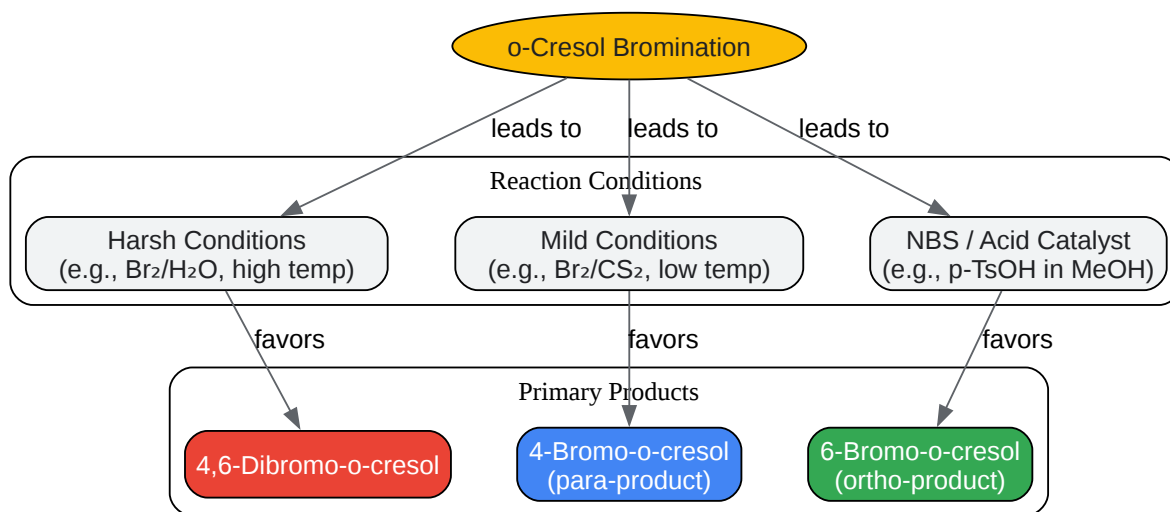 o-Cresol Bromination
leads to
leads to
leads to
Reaction Conditions
Harsh Conditions
(e.g., Br₂/H₂O, high temp)
Mild Conditions
(e.g., Br₂/CS₂, low temp)
NBS / Acid Catalyst
(e.g., p-TsOH in MeOH)
favors
favors
favors
Primary Products
4,6-Dibromo-o-cresol
4-Bromo-o-cresol
(para-product)
6-Bromo-o-cresol
(ortho-product)